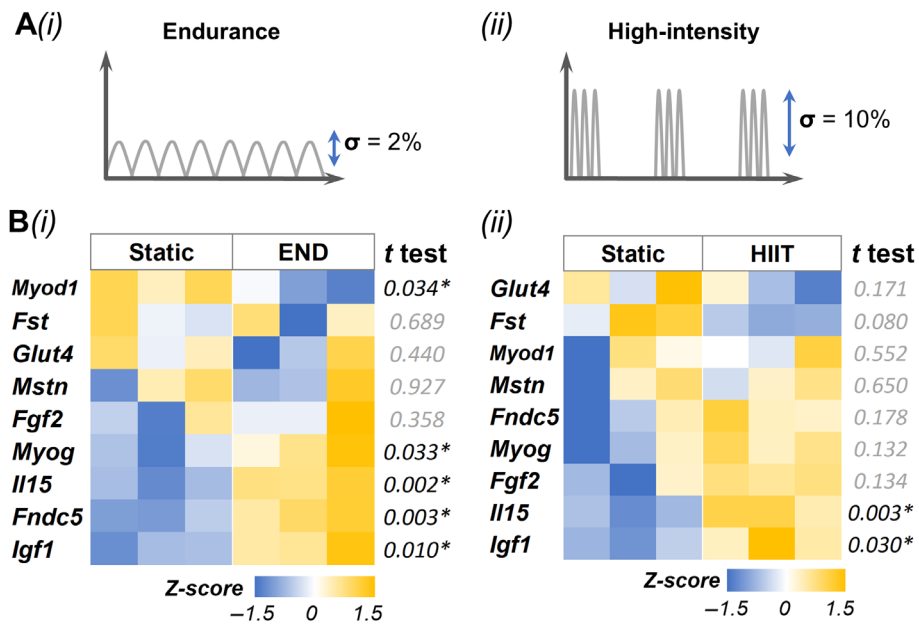 A(i) Endurance
σ = 2%
(ii) High-intensity
σ = 10%
B(i)
Static END t test
Myod1 0.034*
Fst 0.689
Glut4 0.440
Mstn 0.927
Fgf2 0.358
Myog 0.033*
Il15 0.002*
Fndc5 0.003*
Igf1 0.010*
Z-score
–1.5 0 1.5
(ii)
Static HIIT t test
Glut4 0.171
Fst 0.080
Myod1 0.552
Mstn 0.650
Fndc5 0.178
Myog 0.132
Fgf2 0.134
Il15 0.003*
Igf1 0.030*
Z-score
–1.5 0 1.5